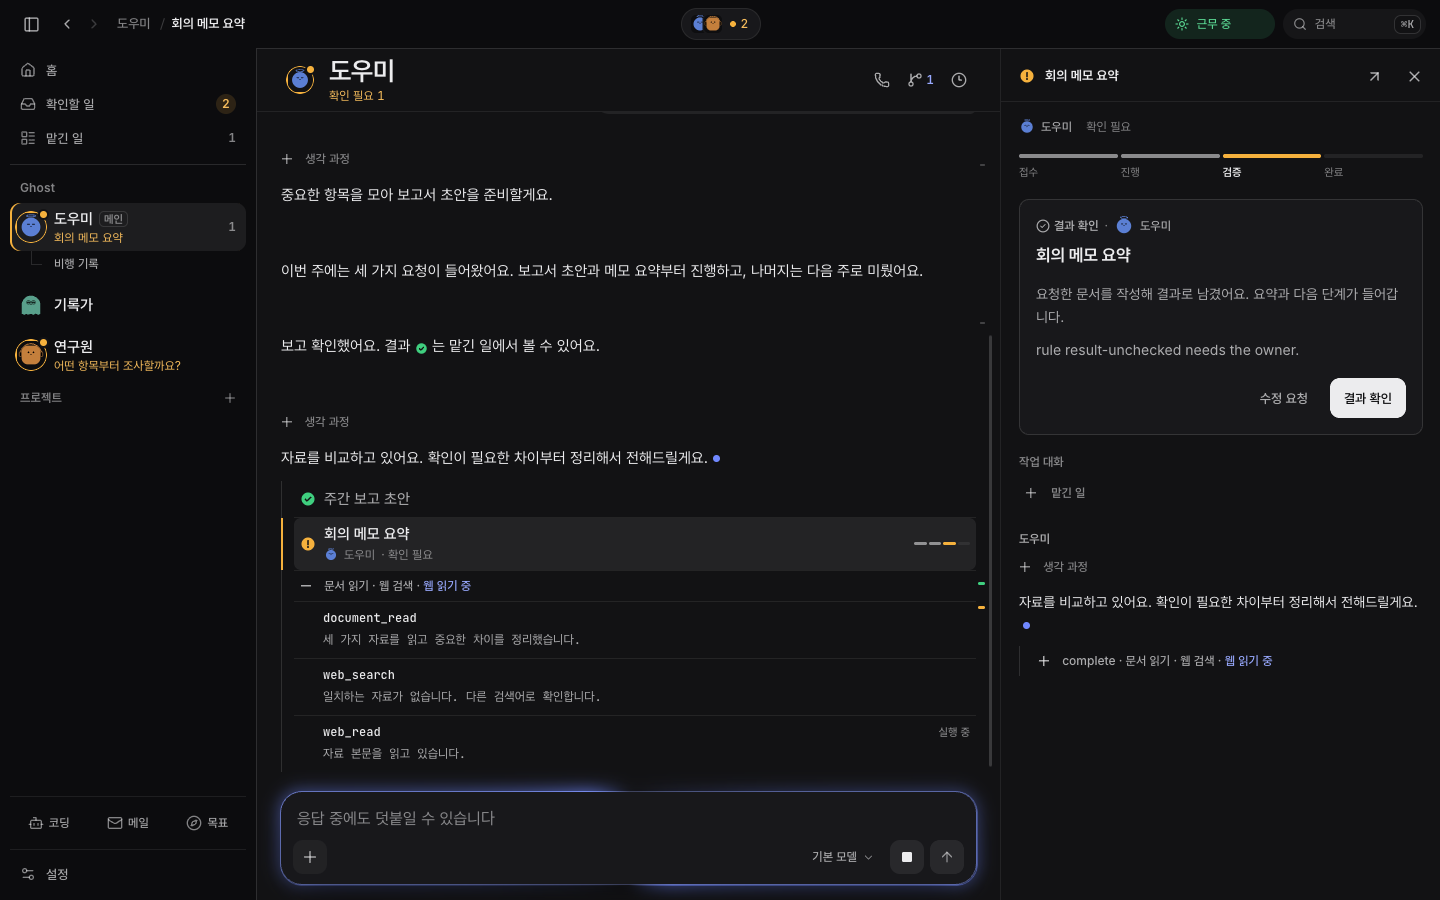 도우미 / 회의 메모 요약
2
근무 중
검색
⌘K
홈
확인할 일
2
맡긴 일
1
Ghost
도우미 메인
회의 메모 요약
1
비행 기록
기록가
연구원
어떤 항목부터 조사할까요?
프로젝트
코딩
메일
목표
설정
도우미
확인 필요 1
1
생각 과정
중요한 항목을 모아 보고서 초안을 준비할게요.
이번 주에는 세 가지 요청이 들어왔어요. 보고서 초안과 메모 요약부터 진행하고, 나머지는 다음 주로 미뤘어요.
보고 확인했어요. 결과 는 맡긴 일에서 볼 수 있어요.
생각 과정
자료를 비교하고 있어요. 확인이 필요한 차이부터 정리해서 전해드릴게요.
주간 보고 초안
회의 메모 요약
도우미 · 확인 필요
문서 읽기 · 웹 검색 · 웹 읽기 중
document_read
세 가지 자료를 읽고 중요한 차이를 정리했습니다.
web_search
일치하는 자료가 없습니다. 다른 검색어로 확인합니다.
web_read
실행 중
자료 본문을 읽고 있습니다.
응답 중에도 덧붙일 수 있습니다
기본 모델
회의 메모 요약
도우미 확인 필요
접수
진행
검증
완료
결과 확인 · 도우미
회의 메모 요약
요청한 문서를 작성해 결과로 남겼어요. 요약과 다음 단계가 들어갑
니다.
rule result-unchecked needs the owner.
수정 요청
결과 확인
작업 대화
맡긴 일
도우미
생각 과정
자료를 비교하고 있어요. 확인이 필요한 차이부터 정리해서 전해드릴게요.
complete · 문서 읽기 · 웹 검색 · 웹 읽기 중